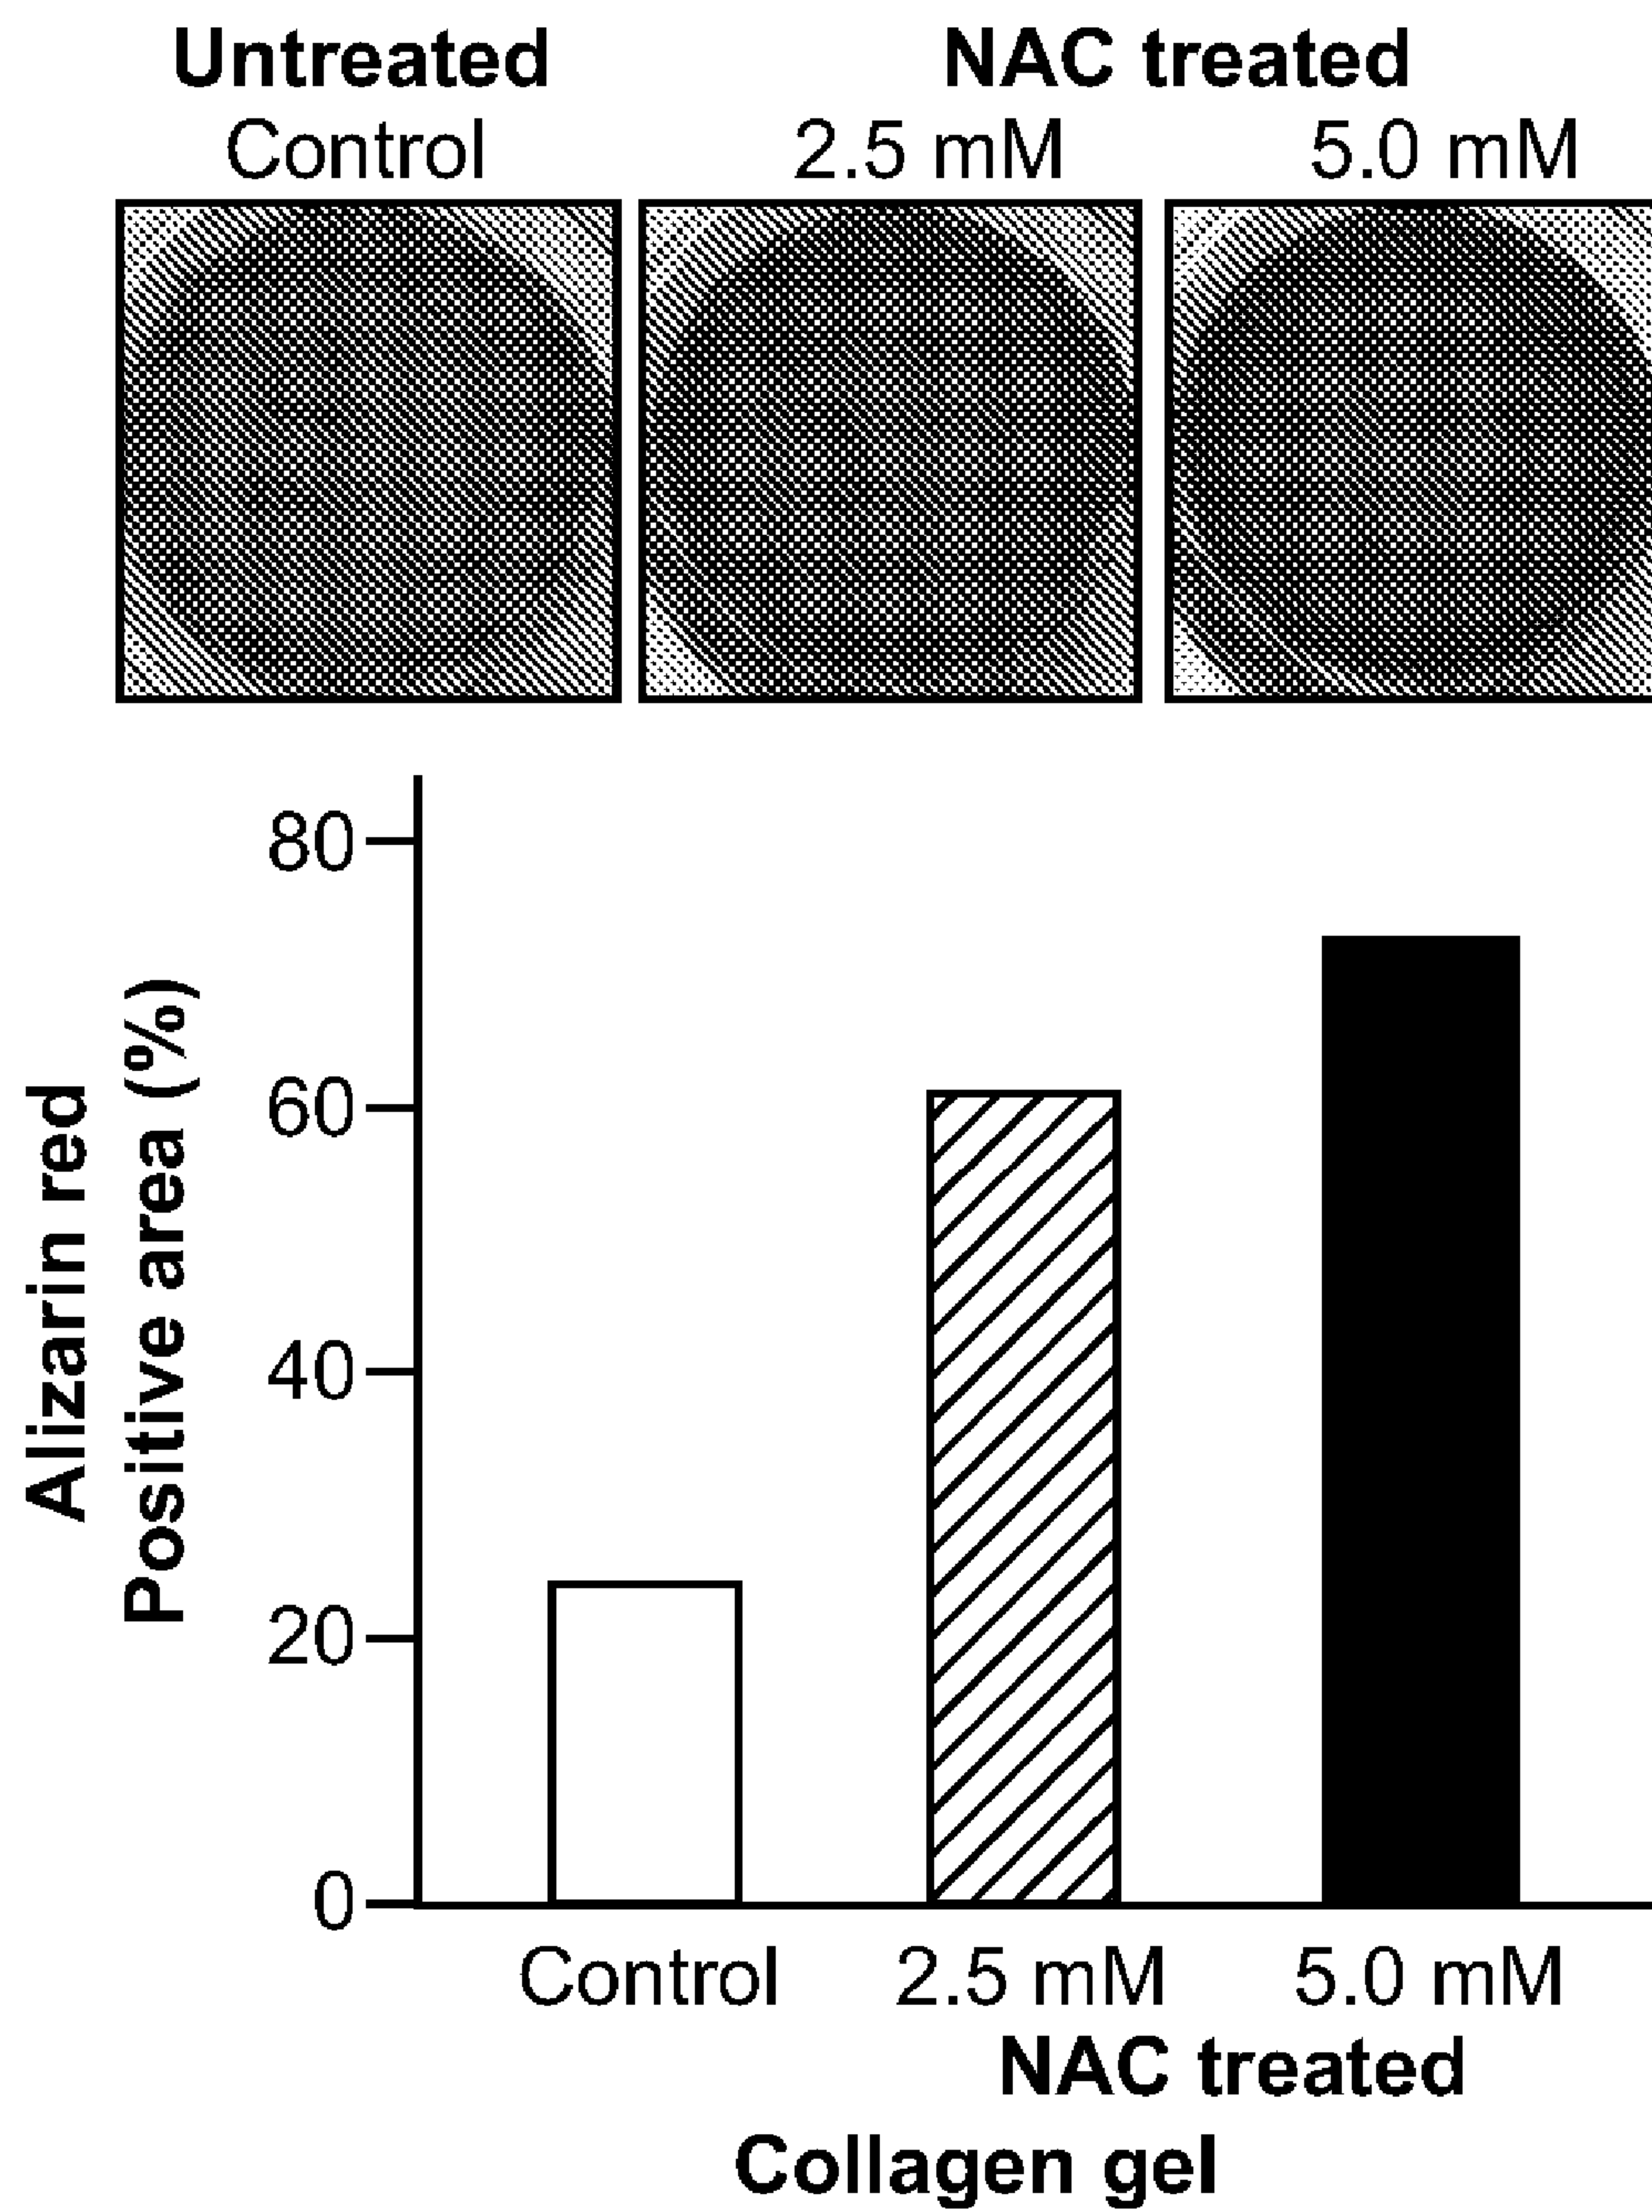 Untreated NAC treated
Control 2.5 mM 5.0 mM
Alizarin red
Positive area (%)
80
60
40
20
0
Control 2.5 mM 5.0 mM
NAC treated
Collagen gel